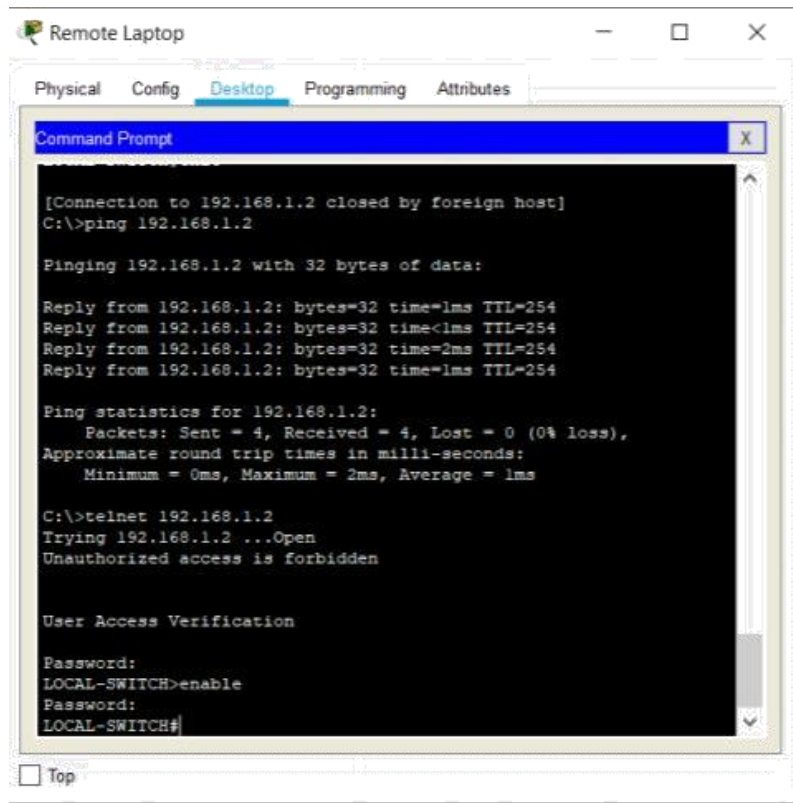 Remote Laptop
Physical Config Desktop Programming Attributes
Command Prompt X
[Connection to 192.168.1.2 closed by foreign host]
C:\>ping 192.168.1.2
Pinging 192.168.1.2 with 32 bytes of data:
Reply from 192.168.1.2: bytes=32 time=1ms TTL=254
Reply from 192.168.1.2: bytes=32 time<1ms TTL=254
Reply from 192.168.1.2: bytes=32 time=2ms TTL=254
Reply from 192.168.1.2: bytes=32 time=1ms TTL=254
Ping statistics for 192.168.1.2:
Packets: Sent = 4, Received = 4, Lost = 0 (0% loss),
Approximate round trip times in milli-seconds:
Minimum = 0ms, Maximum = 2ms, Average = 1ms
C:\>telnet 192.168.1.2
Trying 192.168.1.2 ...Open
Unauthorized access is forbidden
User Access Verification
Password:
LOCAL-SWITCH>enable
Password:
LOCAL-SWITCH#
Top